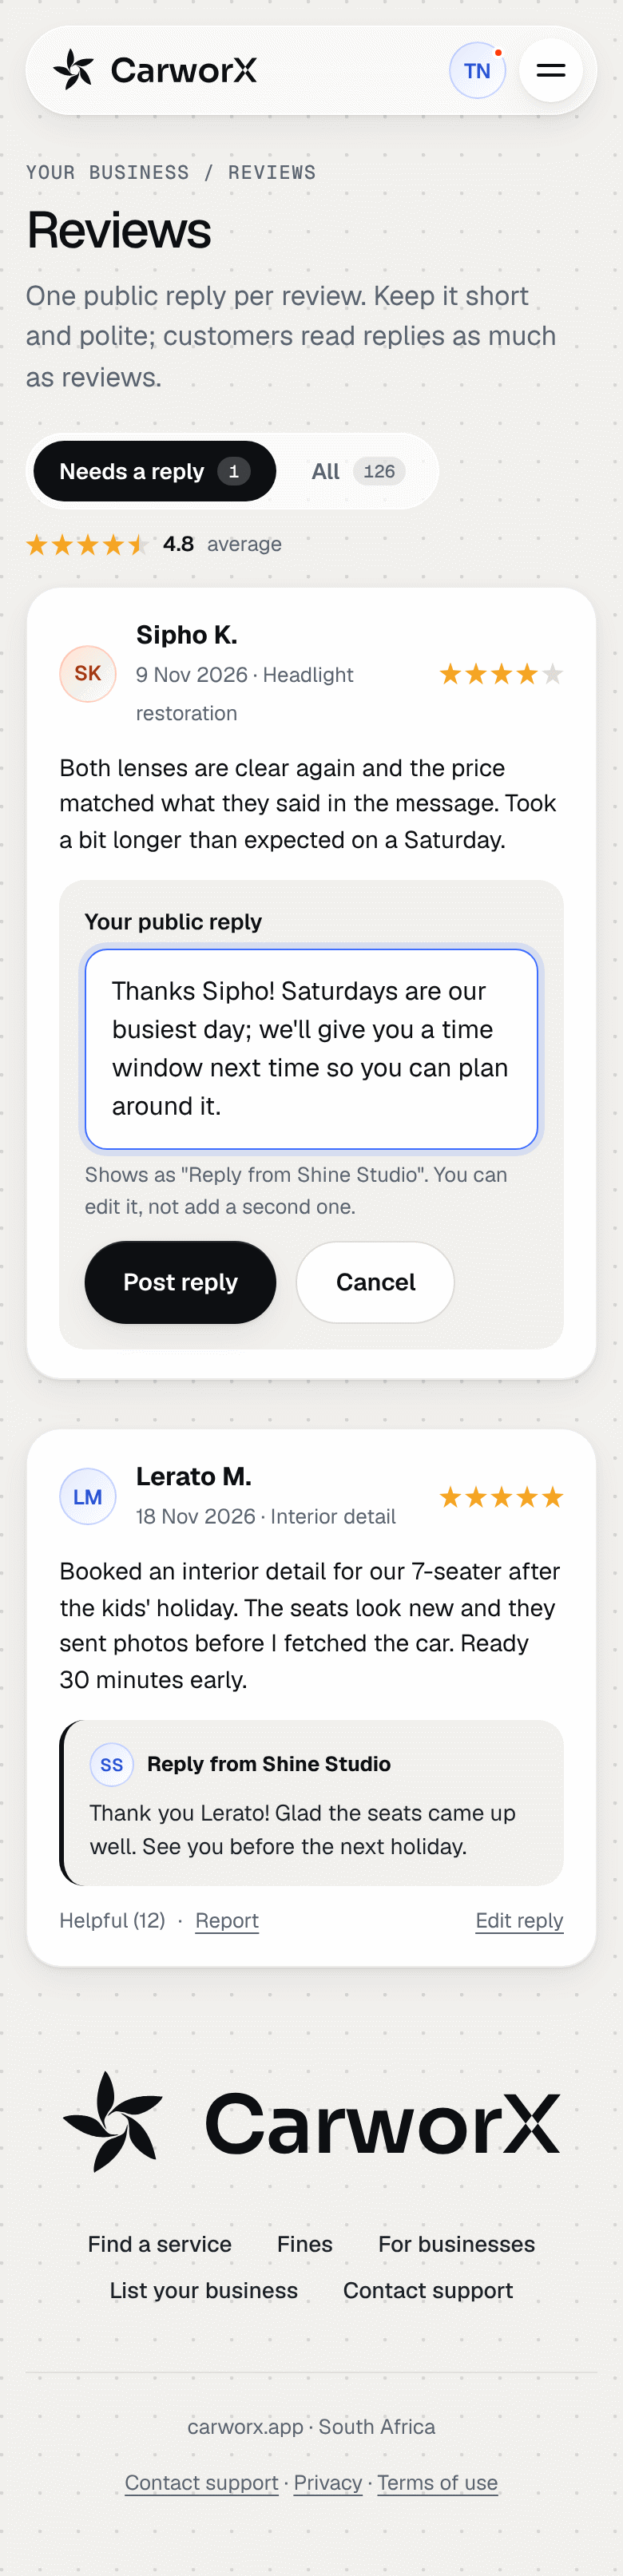 CarworX
TN
YOUR BUSINESS / REVIEWS
Reviews
One public reply per review. Keep it short
and polite; customers read replies as much
as reviews.
Needs a reply 1 All 126
4.8 average
SK
Sipho K.
9 Nov 2026 · Headlight
restoration
Both lenses are clear again and the price
matched what they said in the message. Took
a bit longer than expected on a Saturday.
Your public reply
Thanks Sipho! Saturdays are our
busiest day; we'll give you a time
window next time so you can plan
around it.
Shows as "Reply from Shine Studio". You can
edit it, not add a second one.
Post reply Cancel
LM
Lerato M.
18 Nov 2026 · Interior detail
Booked an interior detail for our 7-seater after
the kids' holiday. The seats look new and they
sent photos before I fetched the car. Ready
30 minutes early.
SS Reply from Shine Studio
Thank you Lerato! Glad the seats came up
well. See you before the next holiday.
Helpful (12) · Report Edit reply
CarworX
Find a service Fines For businesses
List your business Contact support
carworx.app · South Africa
Contact support · Privacy · Terms of use